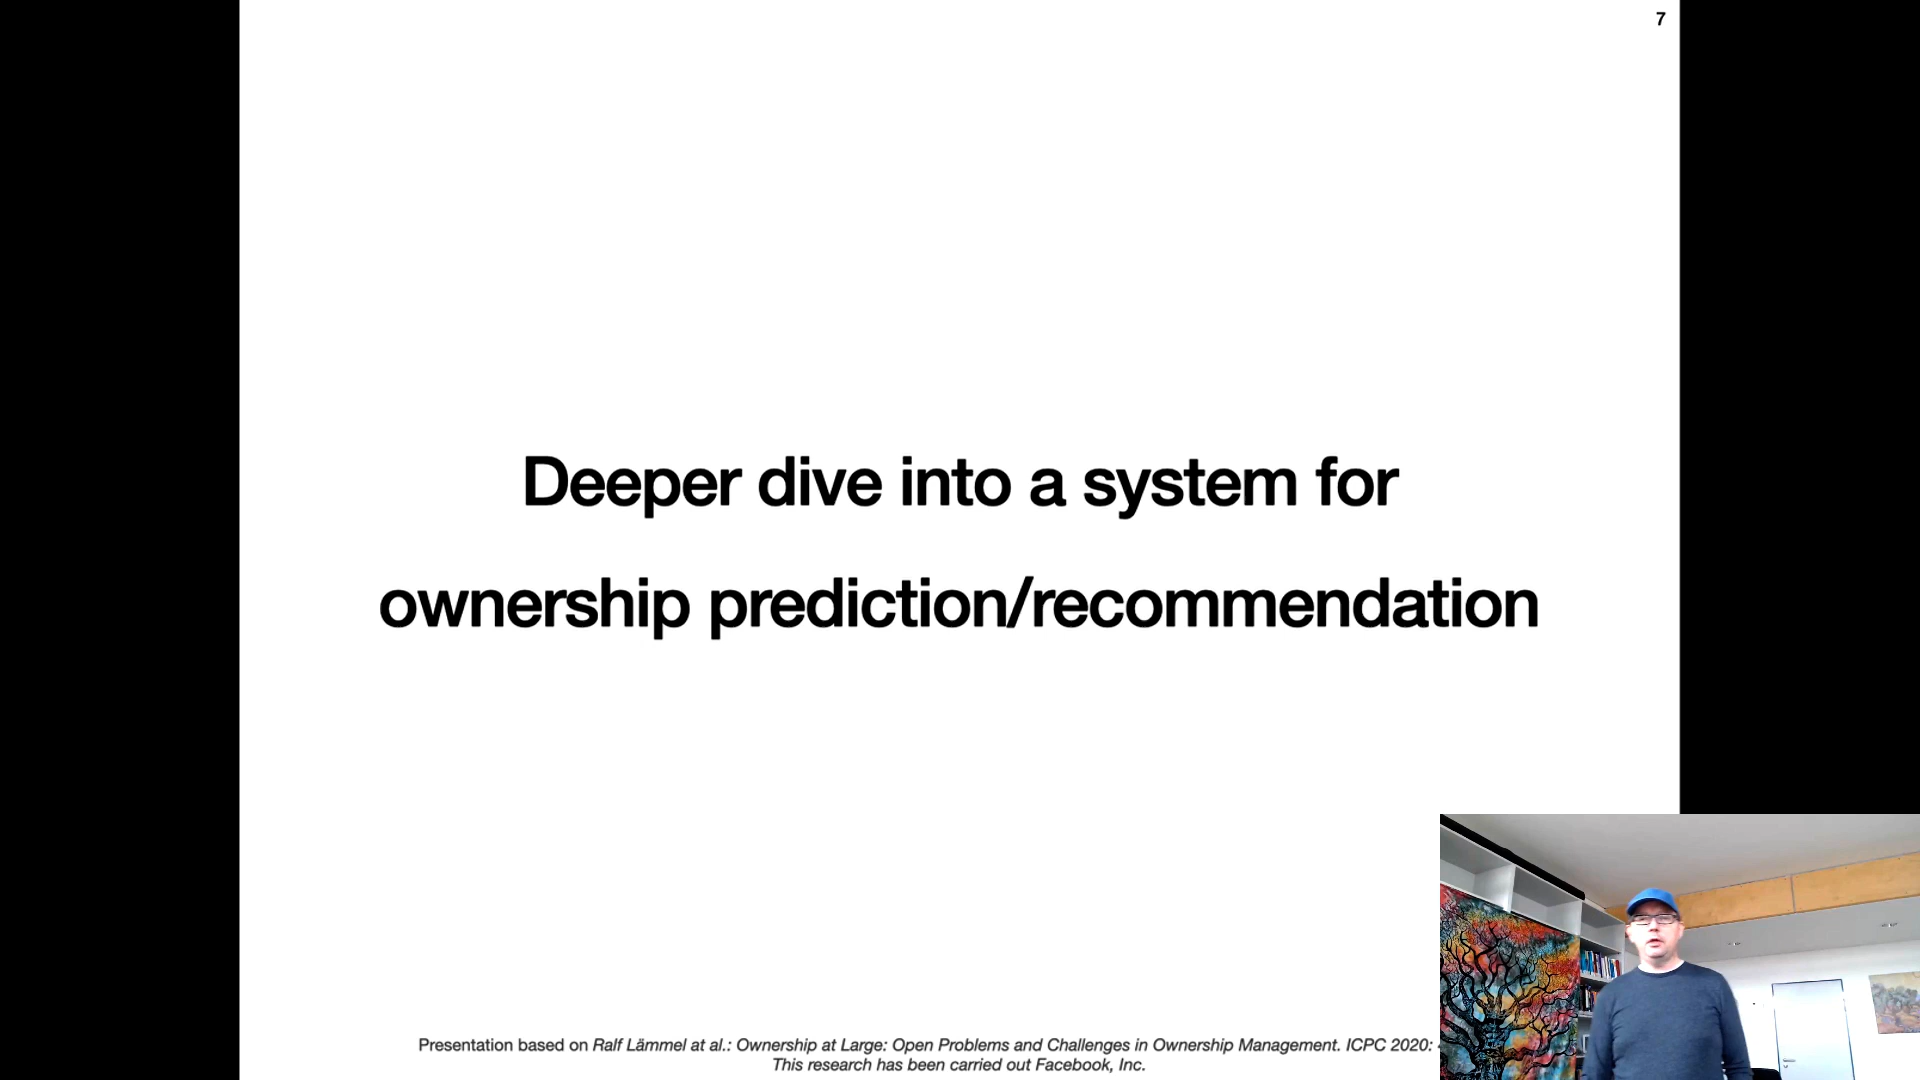 7
Deeper dive into a system for
ownership prediction/recommendation
Presentation based on Ralf Lämmel at al.: Ownership at Large: Open Problems and Challenges in Ownership Management. ICPC 2020:
This research has been carried out Facebook, Inc.